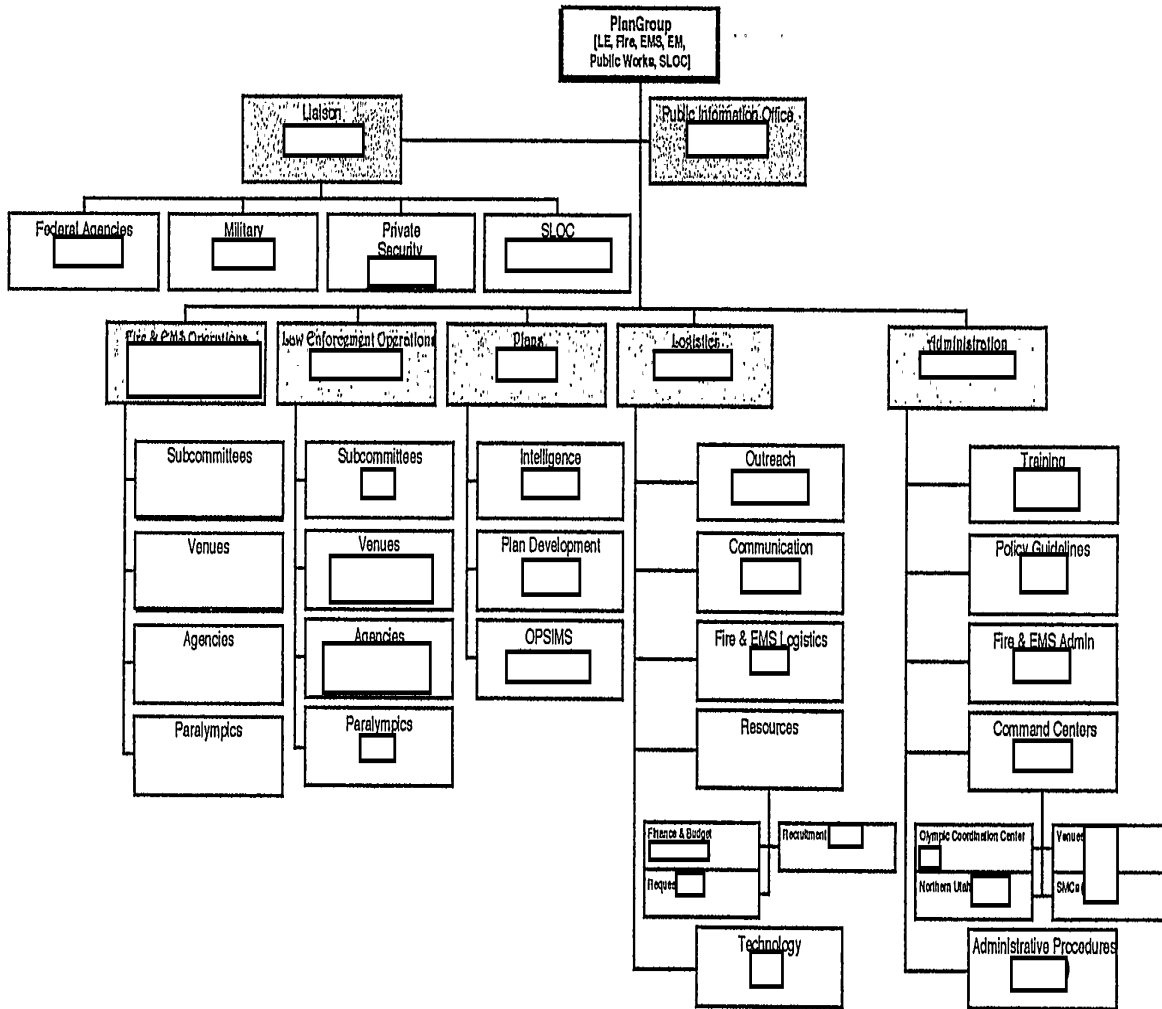 PlanGroup
[LE, Fire, EMS, EM,
Public Works, SLOC]
Liaison
Public Information Office
Federal Agencies
Military
Private
Security
SLOC
Fire & EMS Operations
Law Enforcement Operations
Plans
Logistics
Administration
Subcommittees
Subcommittees
Intelligence
Outreach
Training
Venues
Venues
Plan Development
Communication
Policy Guidelines
Agencies
Agencies
OPSIMS
Fire & EMS Logistics
Fire & EMS Admin
Paralympics
Paralympics
Resources
Command Centers
Finance & Budget
Recruitment
Olympic Coordination Center
Venues
Reques
Northern Utah
SMCs (
Technology
Administrative Procedures
)